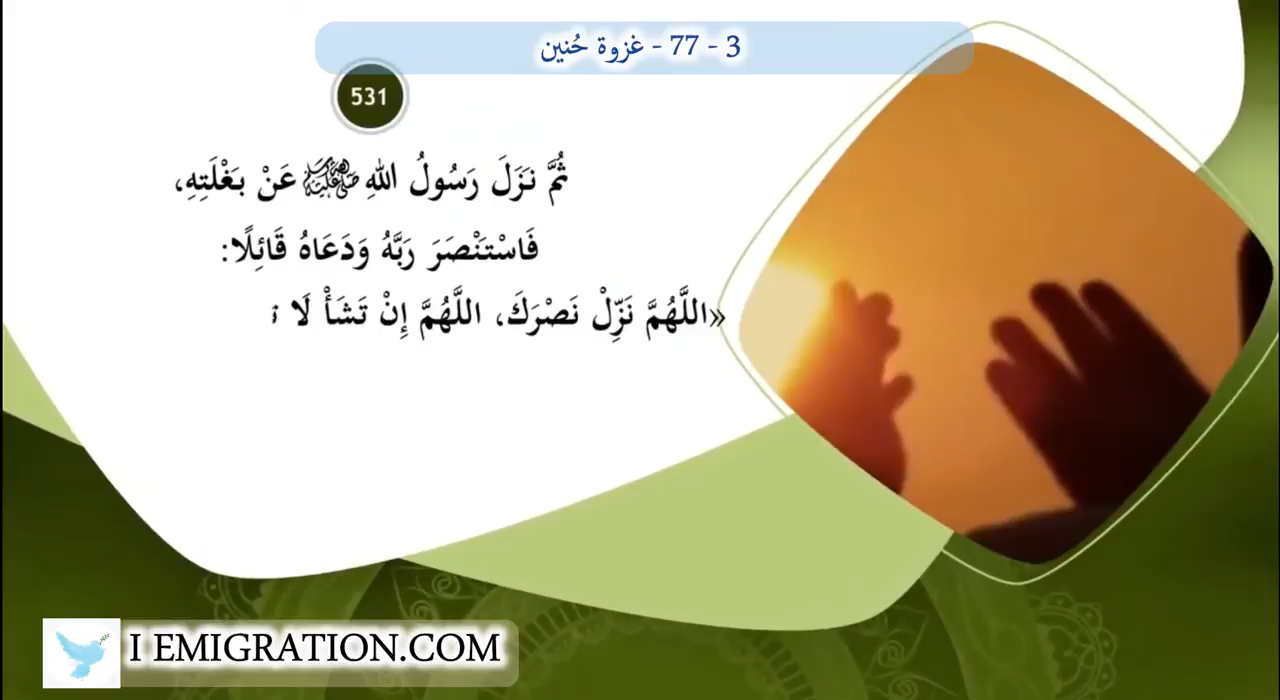 3 - 77 - غزوة حُنين
531
ثُمَّ نَزَلَ رَسُولُ اللهِ ﷺ عَنْ بَغْلَتِهِ،
فَاسْتَنْصَرَ رَبَّهُ وَدَعَاهُ قَائِلًا:
«اللَّهُمَّ نَزِّلْ نَصْرَكَ، اللَّهُمَّ إِنْ تَشَأْ لَا
I EMIGRATION.COM